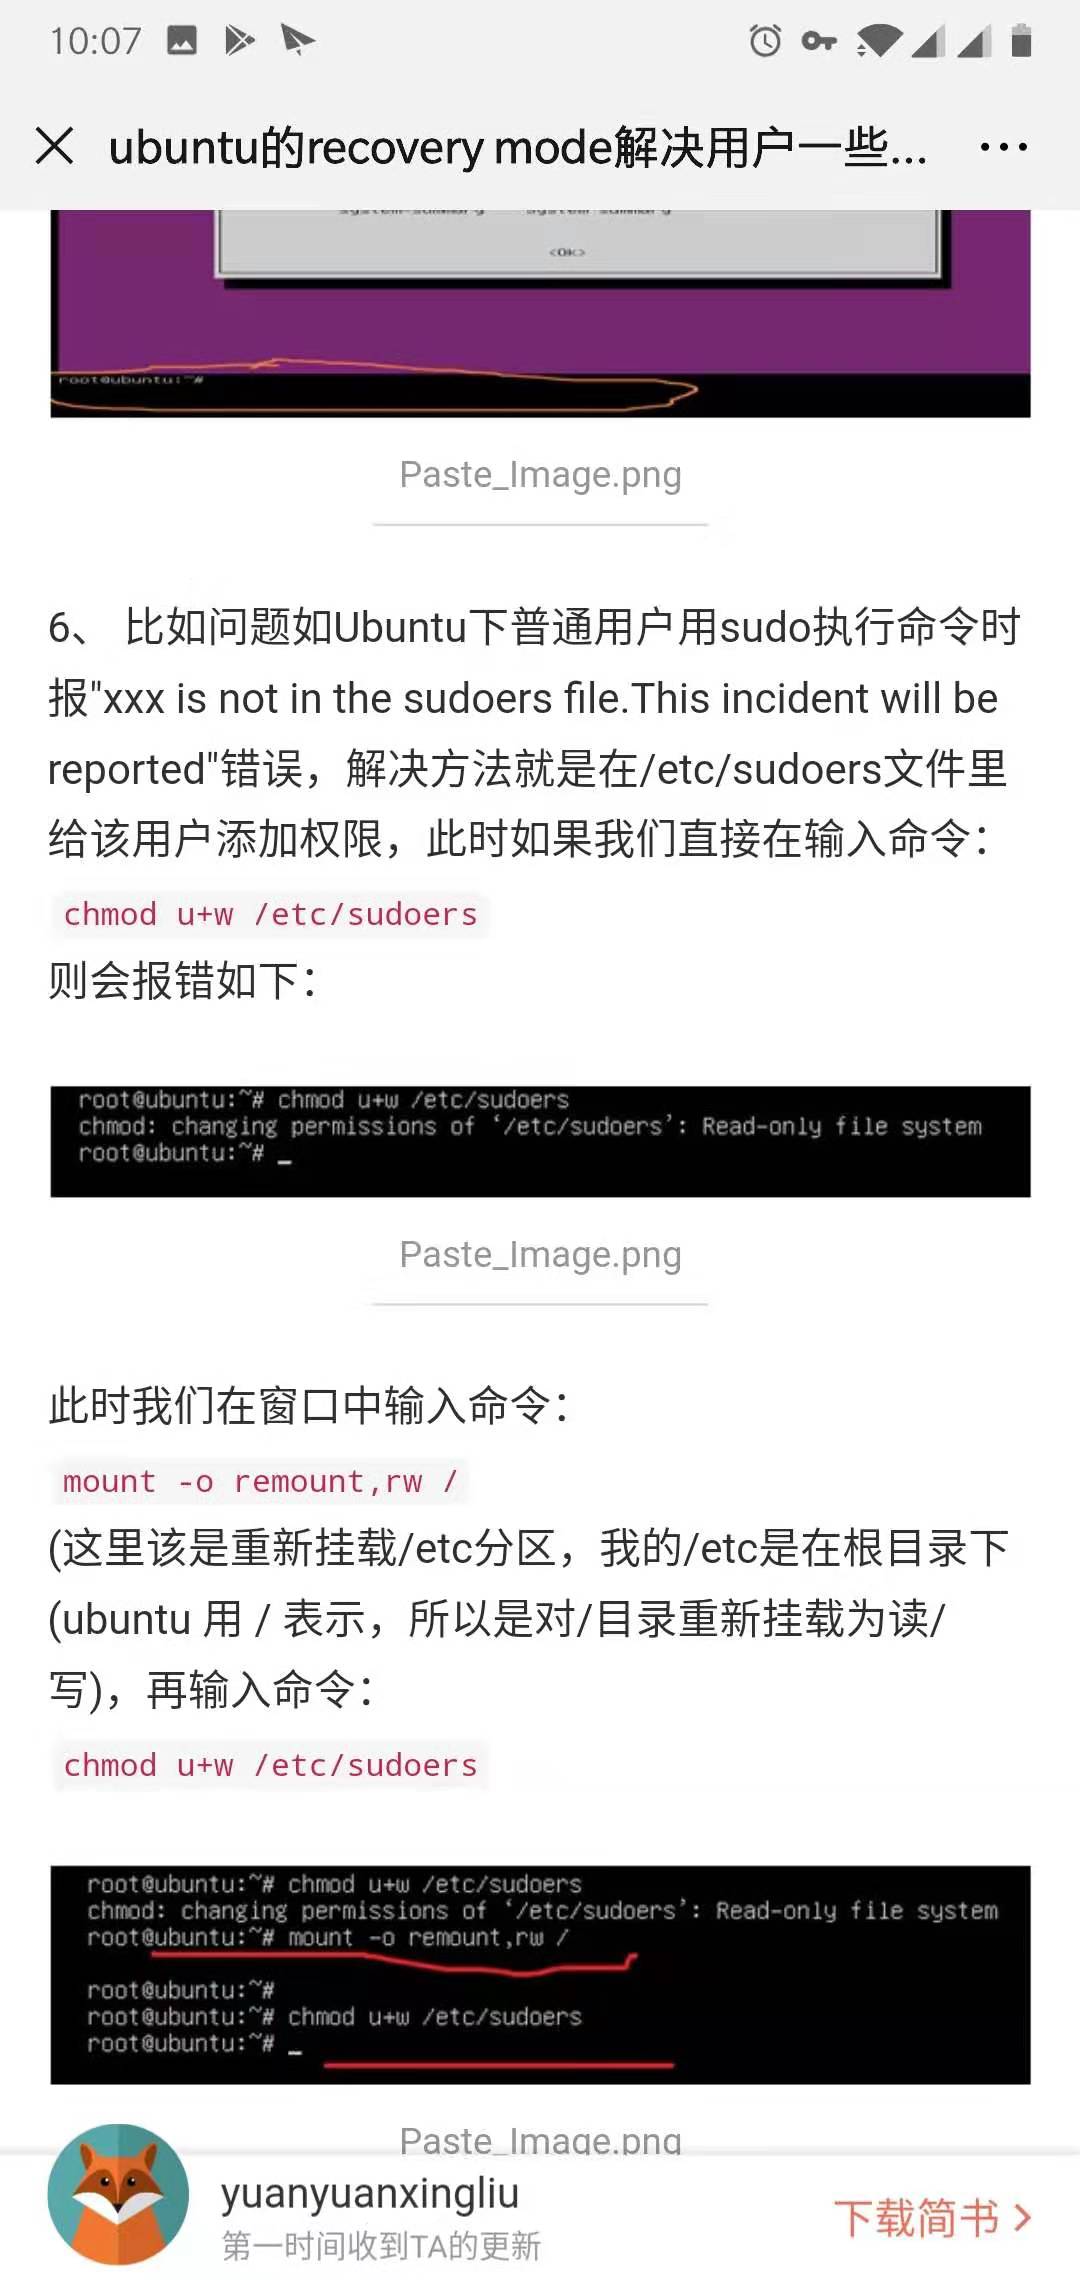 10:07
ubuntu的recovery mode解决用户一些...
system-summary system summary
<Ok>
root@ubuntu:~#
Paste_Image.png
6、 比如问题如Ubuntu下普通用户用sudo执行命令时
报"xxx is not in the sudoers file.This incident will be
reported"错误，解决方法就是在/etc/sudoers文件里
给该用户添加权限，此时如果我们直接在输入命令：
chmod u+w /etc/sudoers
则会报错如下：
root@ubuntu:~# chmod u+w /etc/sudoers
chmod: changing permissions of ‘/etc/sudoers’: Read-only file system
root@ubuntu:~# _
Paste_Image.png
此时我们在窗口中输入命令：
mount -o remount,rw /
(这里该是重新挂载/etc分区，我的/etc是在根目录下
(ubuntu 用 / 表示，所以是对/目录重新挂载为读/
写)，再输入命令：
chmod u+w /etc/sudoers
root@ubuntu:~# chmod u+w /etc/sudoers
chmod: changing permissions of ‘/etc/sudoers’: Read-only file system
root@ubuntu:~# mount -o remount,rw /
root@ubuntu:~#
root@ubuntu:~# chmod u+w /etc/sudoers
root@ubuntu:~# _
Paste_Image.png
yuanyuanxingliu
第一时间收到TA的更新
下载简书